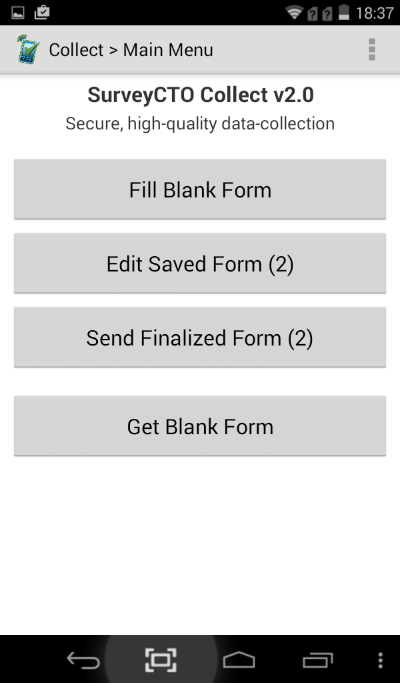 18:37
Collect > Main Menu
SurveyCTO Collect v2.0
Secure, high-quality data-collection
Fill Blank Form
Edit Saved Form (2)
Send Finalized Form (2)
Get Blank Form